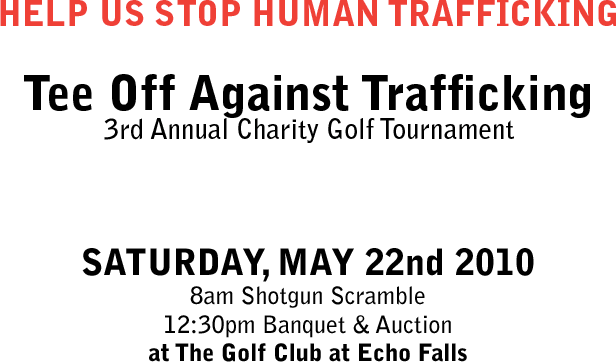 HELP US STOP HUMAN TRAFFICKING
Tee Off Against Trafficking
3rd Annual Charity Golf Tournament
SATURDAY, MAY 22nd 2010
8am Shotgun Scramble
12:30pm Banquet & Auction
at The Golf Club at Echo Falls